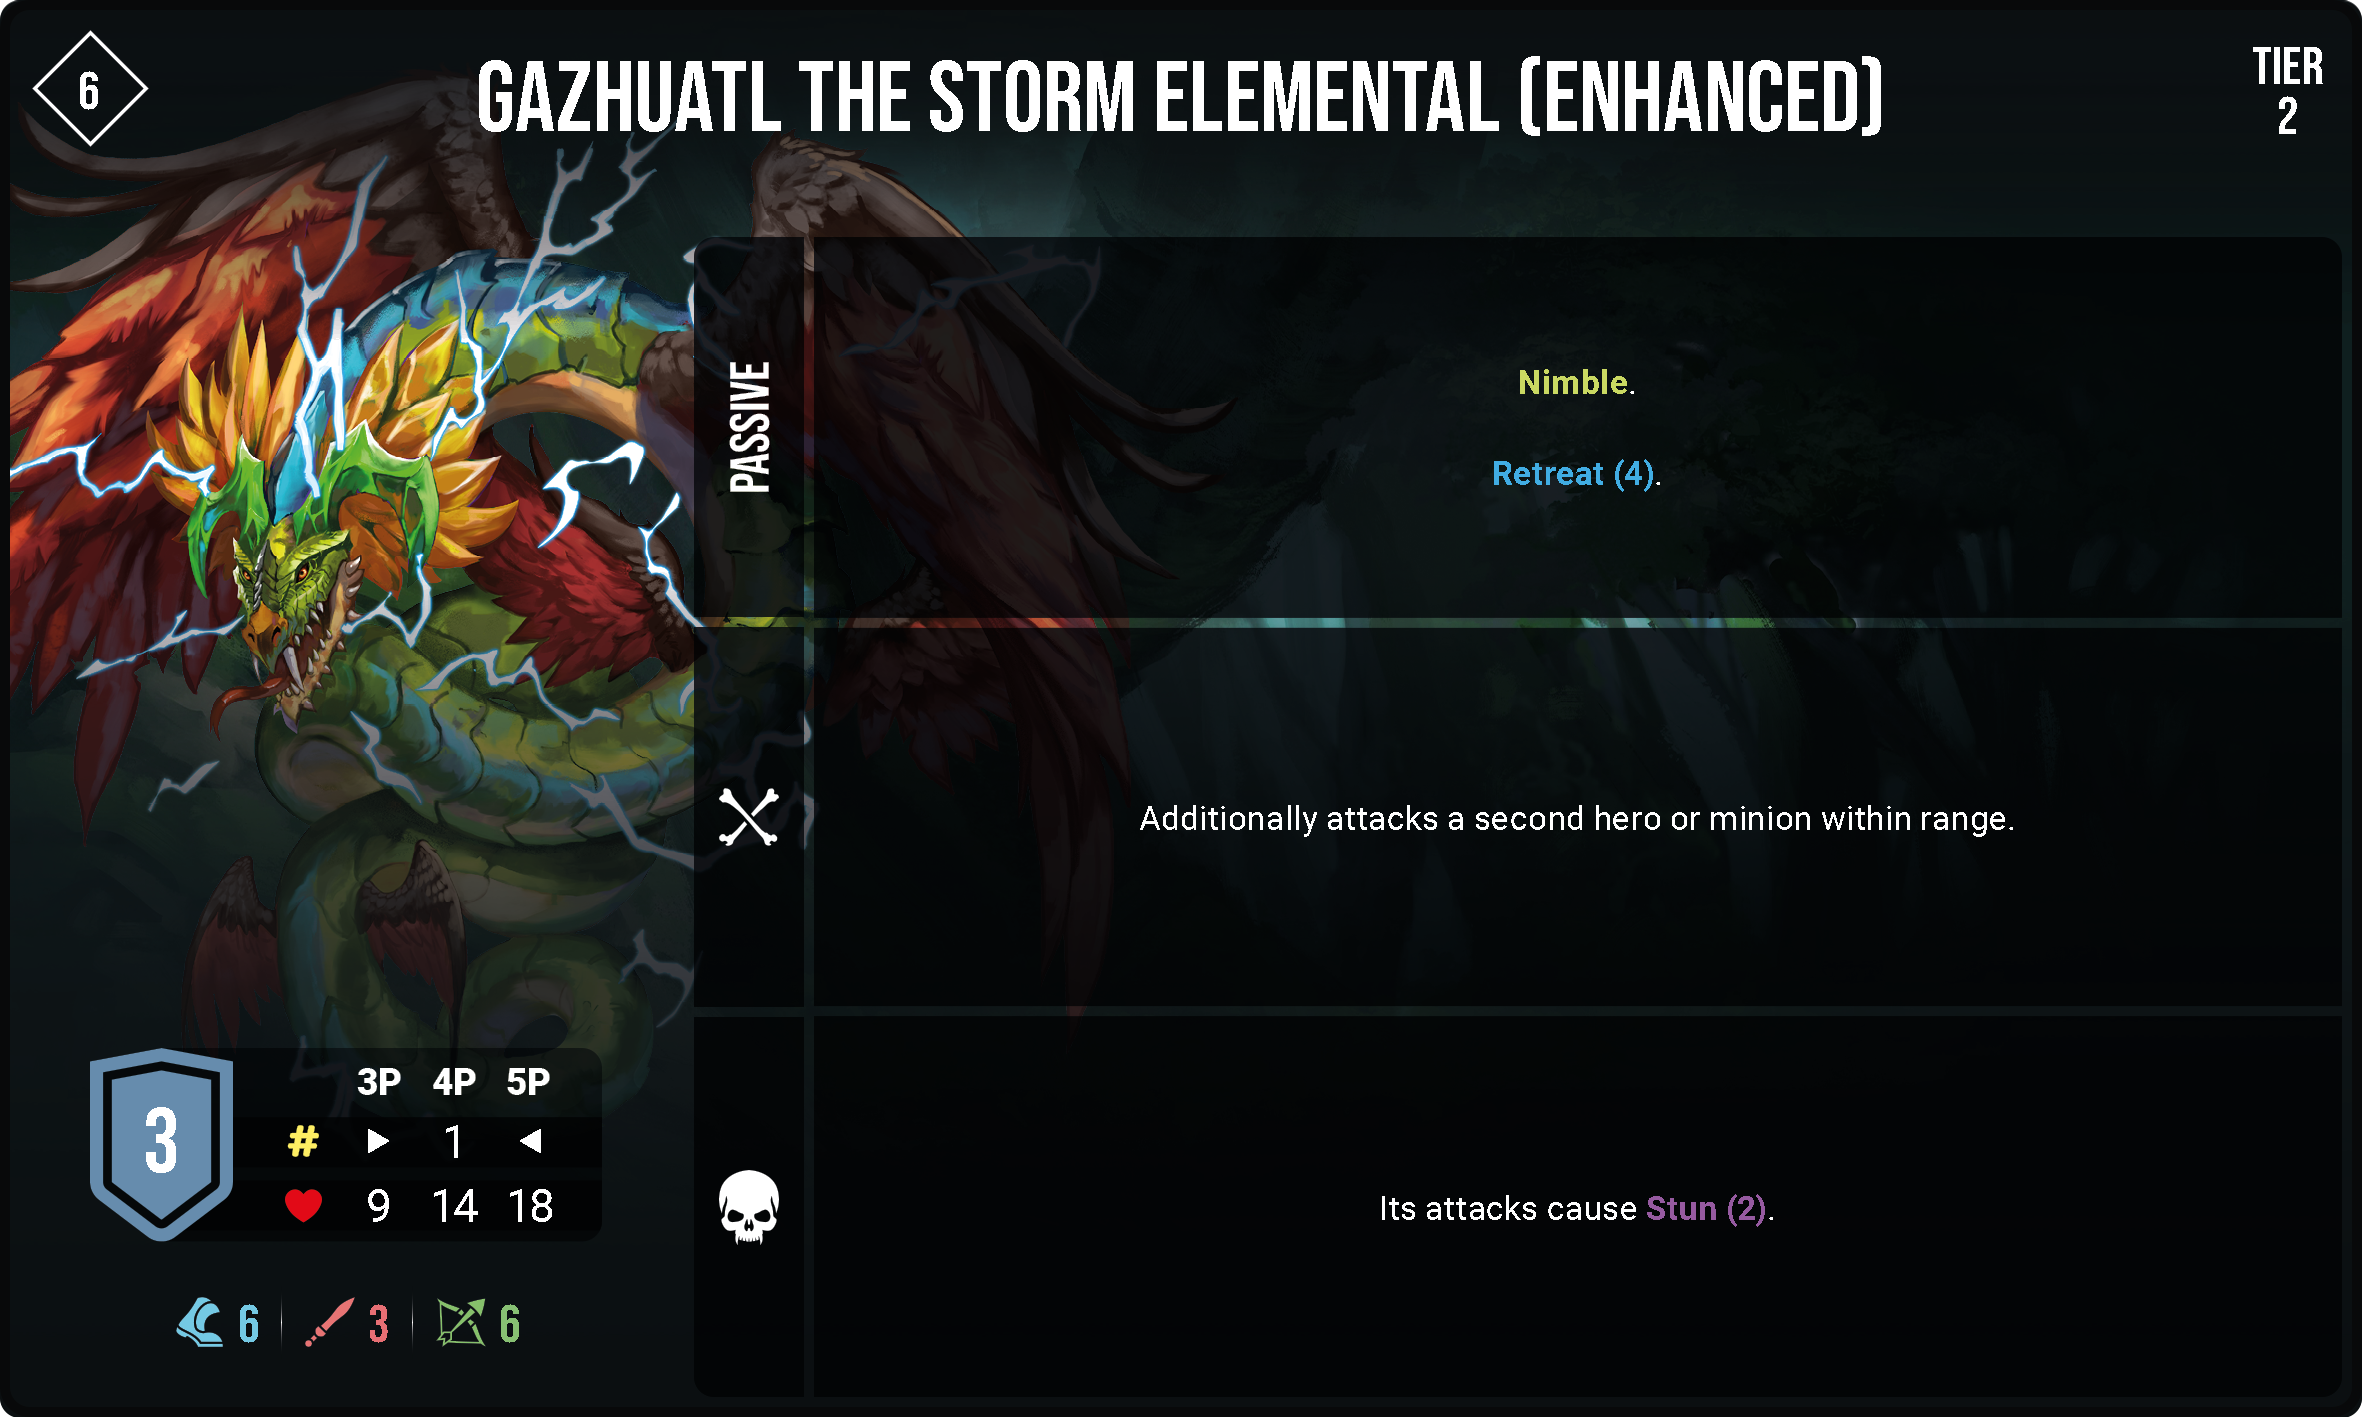 6
GAZHUATL THE STORM ELEMENTAL (ENHANCED)
TIER
2
PASSIVE
Nimble.
Retreat (4).
Additionally attacks a second hero or minion within range.
Its attacks cause Stun (2).
3
3P 4P 5P
# ▶ 1 ◀
9 14 18
6 3 6